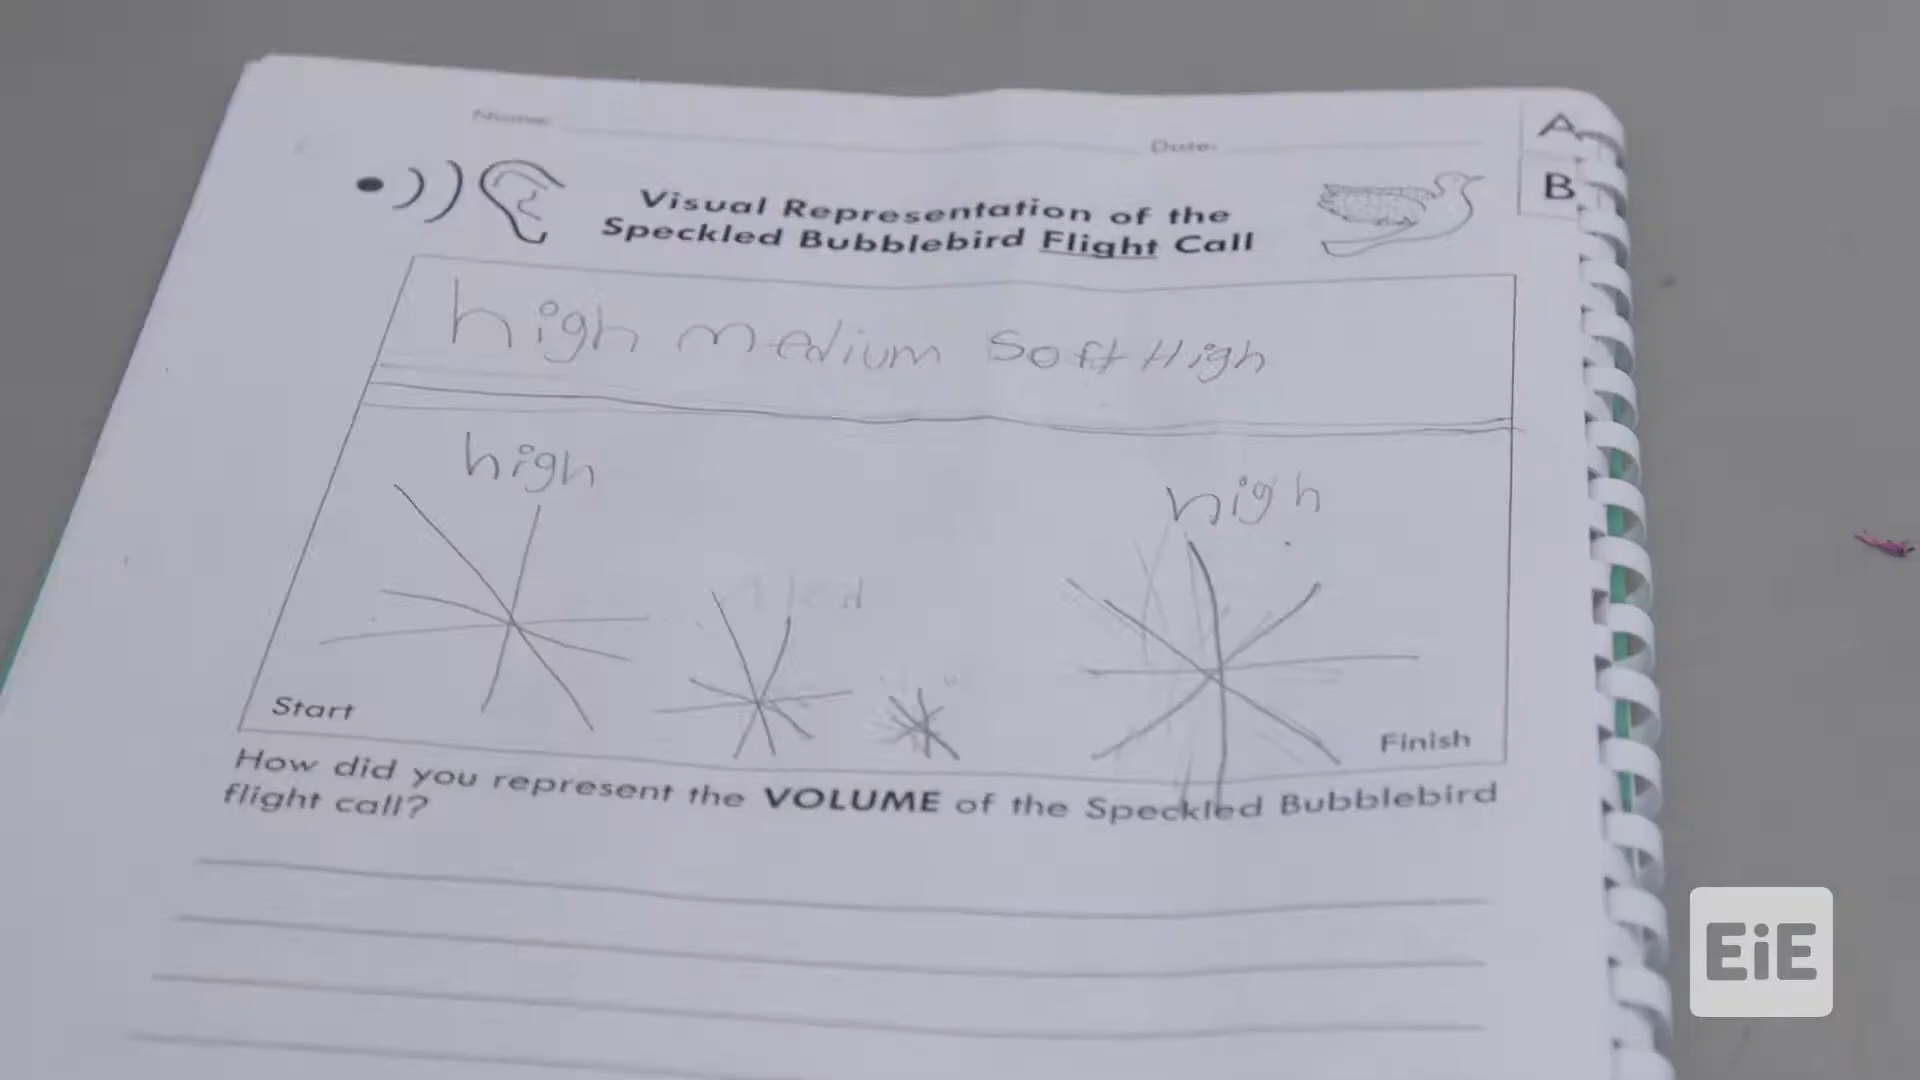 Name:
Date:
A
B
Visual Representation of the
Speckled Bubblebird Flight Call
high medium soft High
high
high
Start
Finish
How did you represent the VOLUME of the Speckled Bubblebird
flight call?
EiE